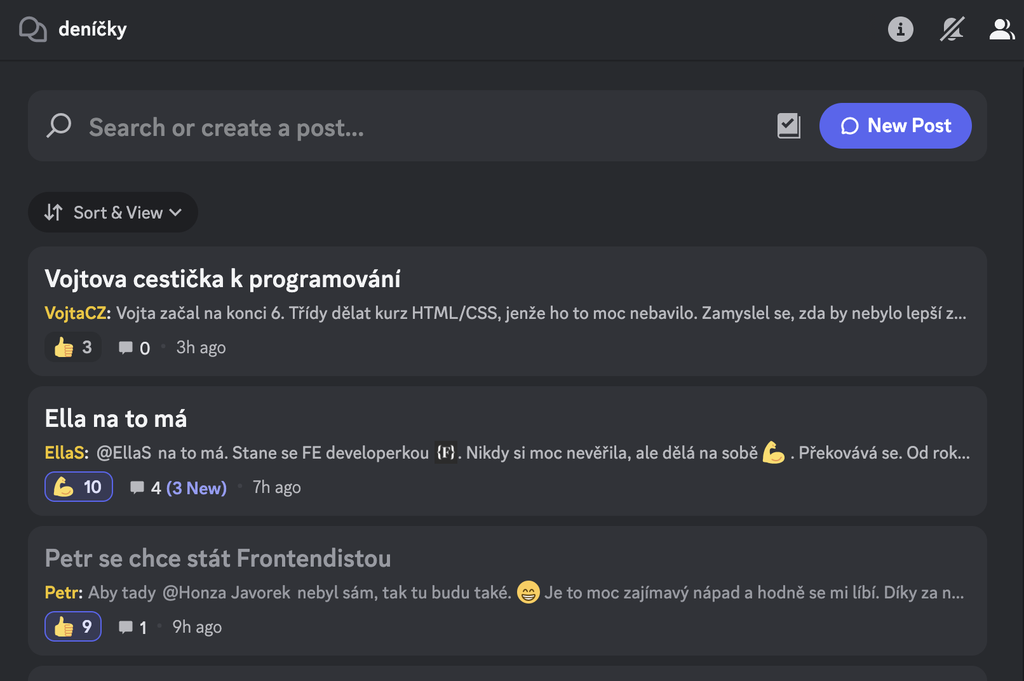 deníčky
Search or create a post...
New Post
Sort & View
Vojtova cestička k programování
VojtaCZ: Vojta začal na konci 6. Třídy dělat kurz HTML/CSS, jenže ho to moc nebavilo. Zamyslel se, zda by nebylo lepší z...
3 0 • 3h ago
Ella na to má
EllaS: @EllaS na to má. Stane se FE developerkou {F}. Nikdy si moc nevěřila, ale dělá na sobě 💪 . Překovává se. Od rok...
💪 10 4 (3 New) • 7h ago
Petr se chce stát Frontendistou
Petr: Aby tady @Honza Javorek nebyl sám, tak tu budu také. 😄 Je to moc zajímavý nápad a hodně se mi líbí. Díky za n...
👍 9 1 • 9h ago